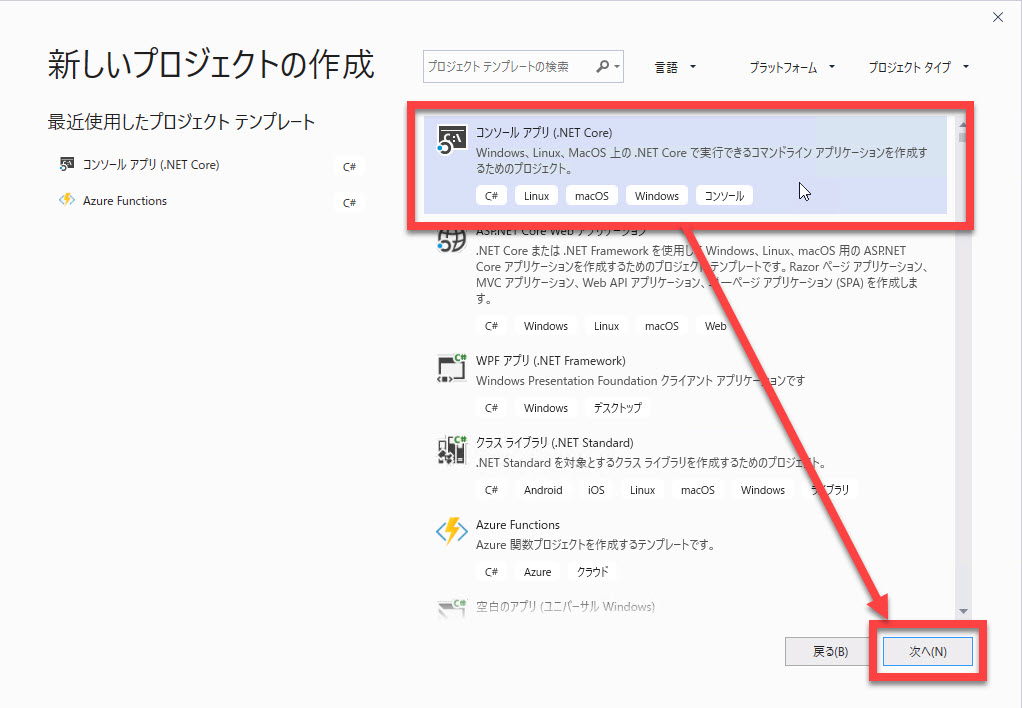 新しいプロジェクトの作成
プロジェクト テンプレートの検索
言語
プラットフォーム
プロジェクト タイプ
最近使用したプロジェクト テンプレート
コンソール アプリ (.NET Core)
C#
Azure Functions
C#
コンソール アプリ (.NET Core)
Windows、Linux、MacOS 上の .NET Core で実行できるコマンドライン アプリケーションを作成す
るためのプロジェクト。
C# Linux macOS Windows コンソール
ASP.NET Core Web アプリケーション
.NET Core または .NET Framework を使用し Windows、Linux、macOS 用の ASP.NET
Core アプリケーションを作成するためのプロジェクト テンプレートです。Razor ページ アプリケーション、
MVC アプリケーション、Web API アプリケーション、ページ アプリケーション (SPA) を作成しま
す。
C# Windows Linux macOS Web
WPF アプリ (.NET Framework)
Windows Presentation Foundation クライアント アプリケーションです
C# Windows デスクトップ
クラス ライブラリ (.NET Standard)
.NET Standard を対象とするクラス ライブラリを作成するためのプロジェクト。
C# Android iOS Linux macOS Windows ライブラリ
Azure Functions
Azure 関数プロジェクトを作成するテンプレートです。
C# Azure クラウド
空白のアプリ (ユニバーサル Windows)
戻る(B)
次へ(N)